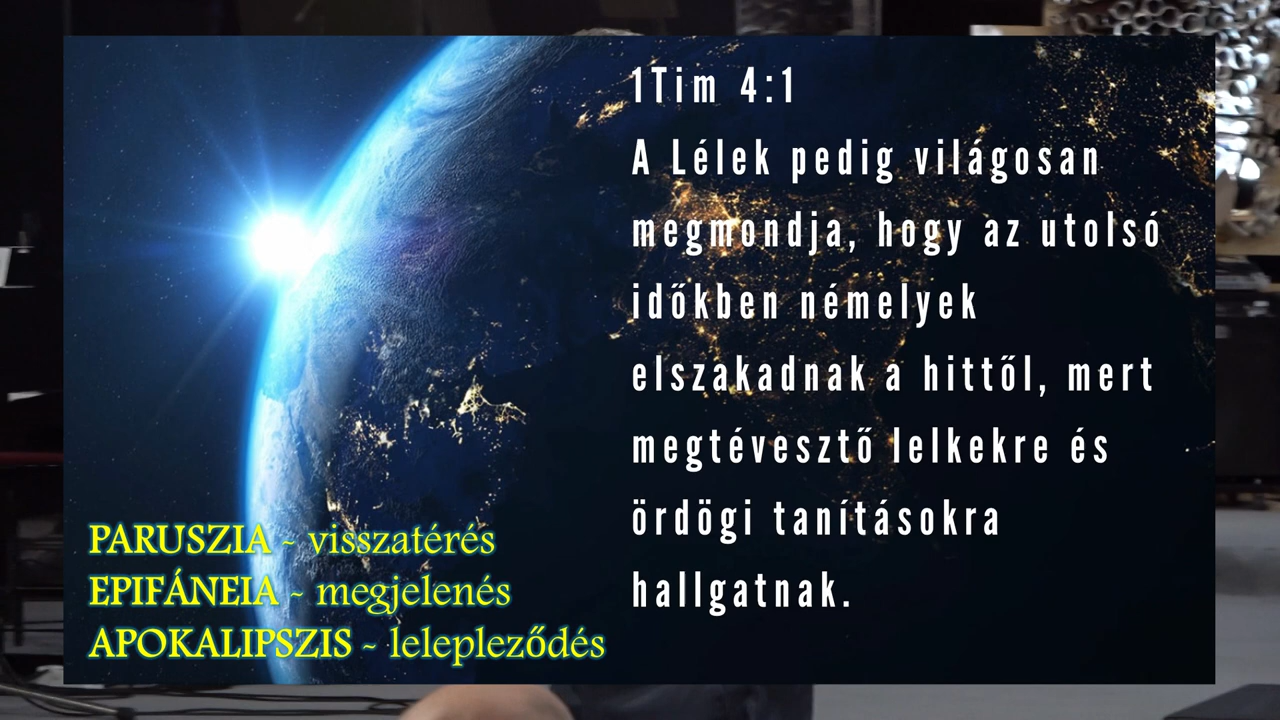 1Tim 4:1
A Lélek pedig világosan
megmondja, hogy az utolsó
időkben némelyek
elszakadnak a hittől, mert
megtévesztő lelkekre és
ördögi tanításokra
hallgatnak.
PARUSZIA ~ visszatérés
EPIFÁNEIA ~ megjelenés
APOKALIPSZIS ~ lelepleződés